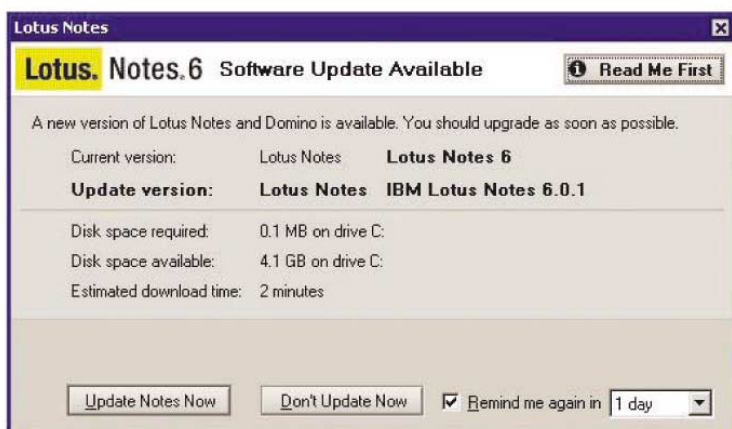 Lotus Notes
Lotus. Notes.6 Software Update Available Read Me First
A new version of Lotus Notes and Domino is available. You should upgrade as soon as possible.
Current version: Lotus Notes Lotus Notes 6
Update version: Lotus Notes IBM Lotus Notes 6.0.1
Disk space required: 0.1 MB on drive C:
Disk space available: 4.1 GB on drive C:
Estimated download time: 2 minutes
Update Notes Now Don't Update Now Remind me again in 1 day